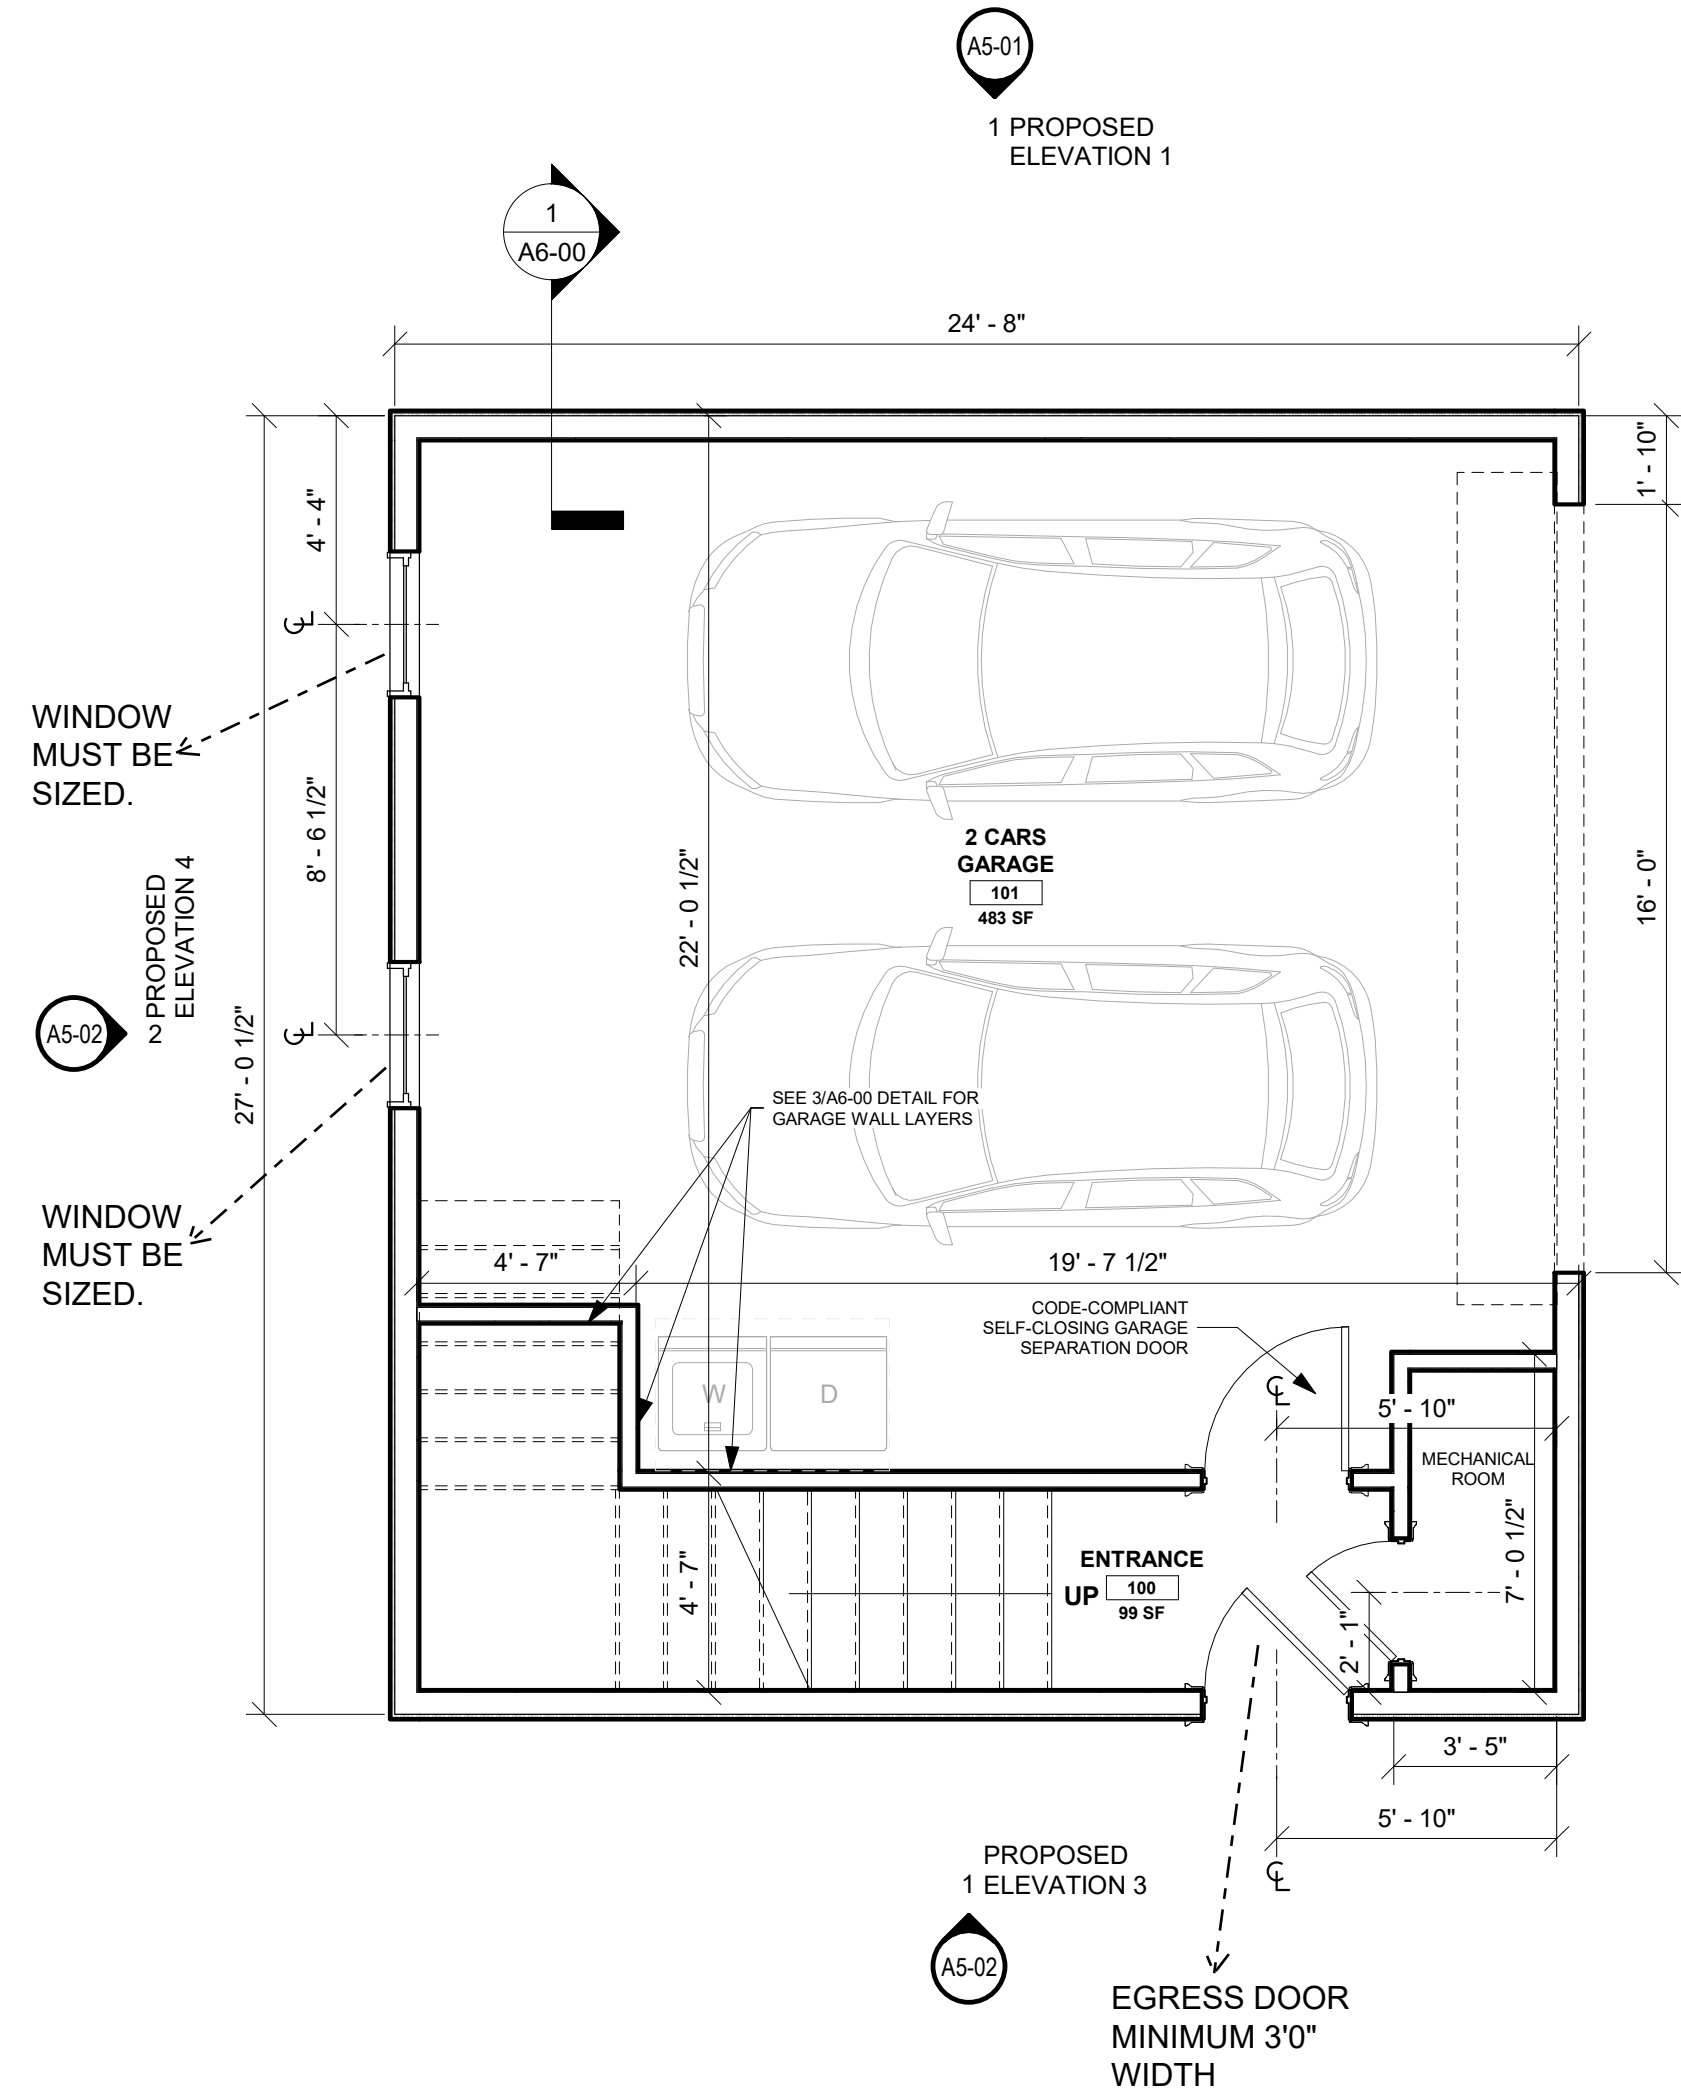 A5-01
1 PROPOSED
ELEVATION 1
1
A6-00
24' - 8"
1' - 10"
4' - 4"
℄
WINDOW
MUST BE
SIZED.
8' - 6 1/2"
2 CARS
GARAGE
101
483 SF
22' - 0 1/2"
16' - 0"
PROPOSED
ELEVATION 4
2
A5-02
℄
27' - 0 1/2"
SEE 3/A6-00 DETAIL FOR
GARAGE WALL LAYERS
WINDOW
MUST BE
SIZED.
4' - 7"
19' - 7 1/2"
CODE-COMPLIANT
SELF-CLOSING GARAGE
SEPARATION DOOR
W
D
℄
5' - 10"
MECHANICAL
ROOM
7' - 0 1/2"
4' - 7"
ENTRANCE
UP
100
99 SF
2' - 1"
3' - 5"
5' - 10"
℄
PROPOSED
1 ELEVATION 3
A5-02
EGRESS DOOR
MINIMUM 3'0"
WIDTH